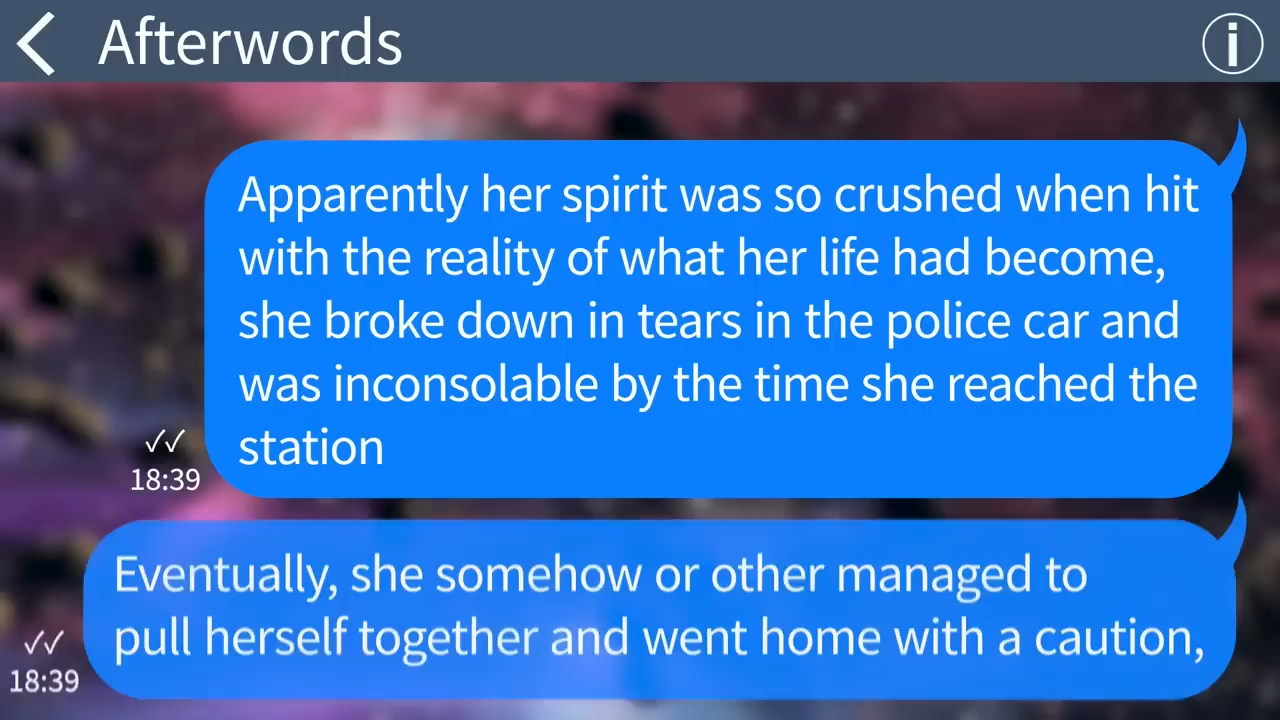 Afterwords
Apparently her spirit was so crushed when hit
with the reality of what her life had become,
she broke down in tears in the police car and
was inconsolable by the time she reached the
station
✓✓
18:39
Eventually, she somehow or other managed to
pull herself together and went home with a caution,
✓✓
18:39